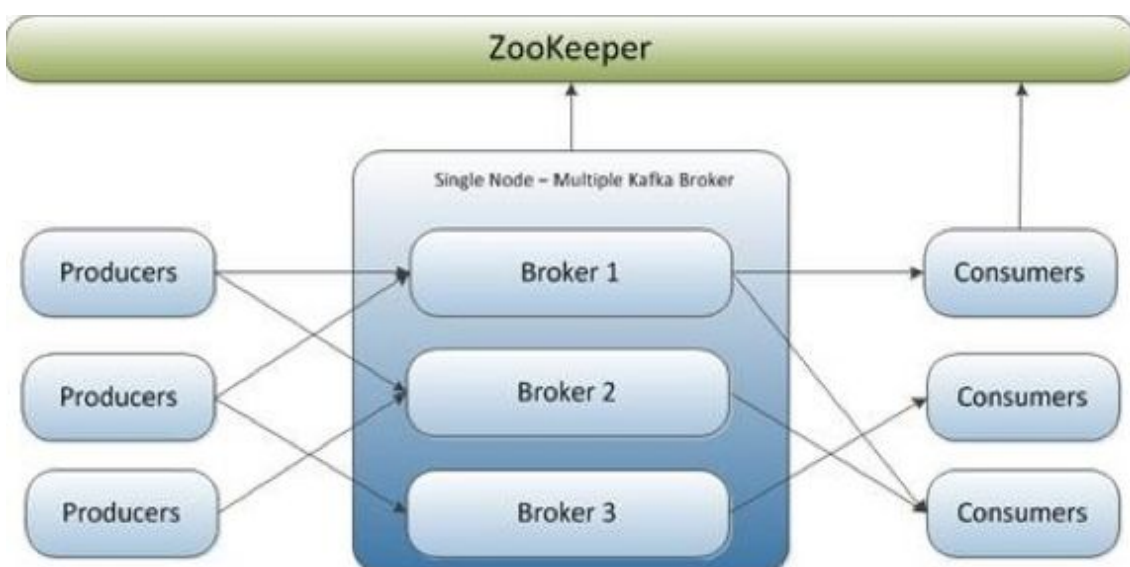 ZooKeeper
Single Node – Multiple Kafka Broker
Producers
Broker 1
Consumers
Producers
Broker 2
Consumers
Producers
Broker 3
Consumers